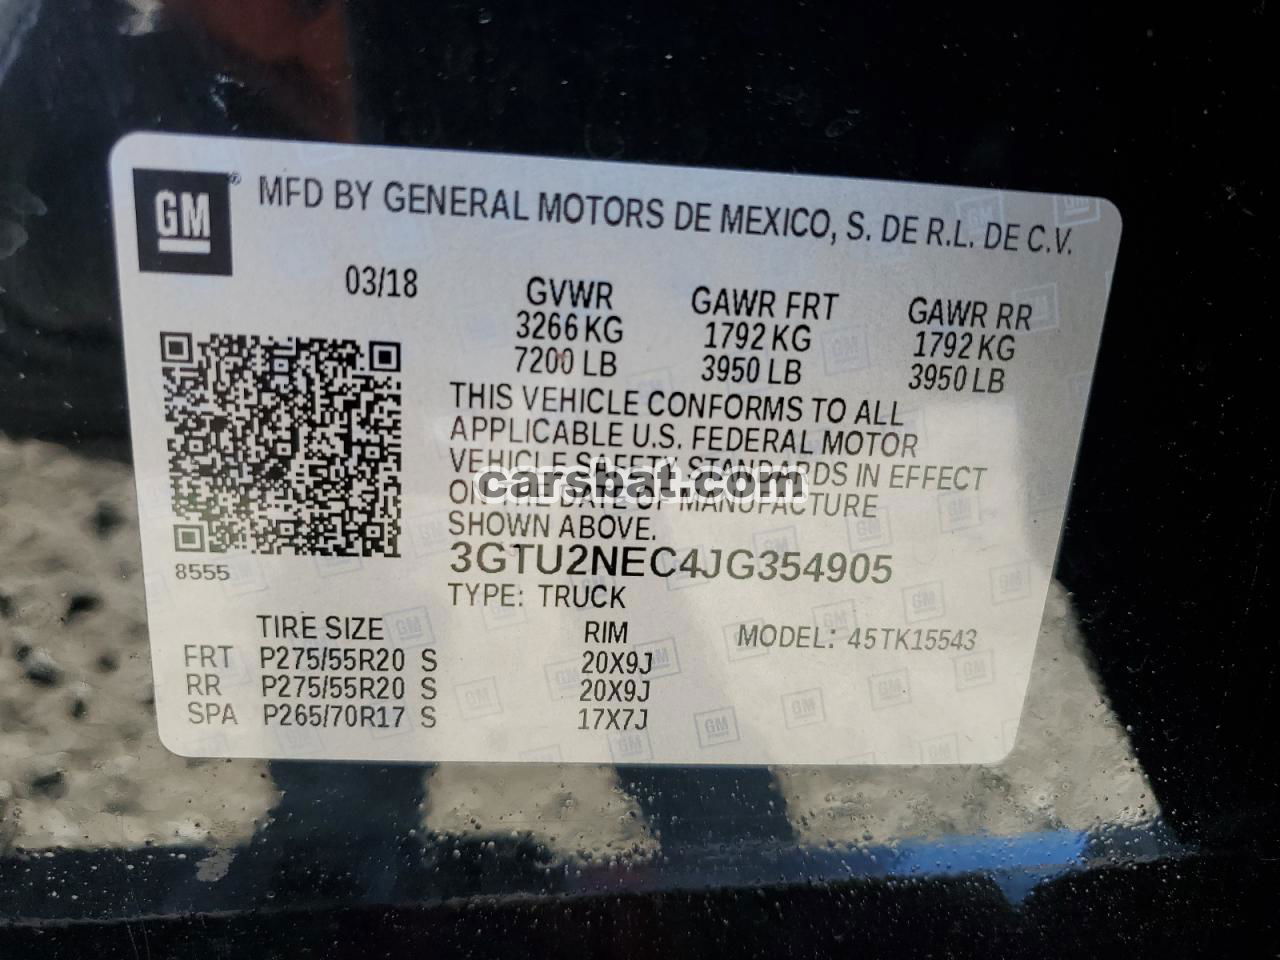 GM® MFD BY GENERAL MOTORS DE MEXICO, S. DE R.L. DE C.V.
03/18 GVWR GAWR FRT GAWR RR
3266 KG 1792 KG 1792 KG
7200 LB 3950 LB 3950 LB
THIS VEHICLE CONFORMS TO ALL
APPLICABLE U.S. FEDERAL MOTOR
VEHICLE SAFETY STANDARDS IN EFFECT
carsbat.com
ON THE DATE OF MANUFACTURE
SHOWN ABOVE.
3GTU2NEC4JG354905
8555
TYPE: TRUCK
TIRE SIZE RIM MODEL: 45TK15543
FRT P275/55R20 S 20X9J
RR P275/55R20 S 20X9J
SPA P265/70R17 S 17X7J